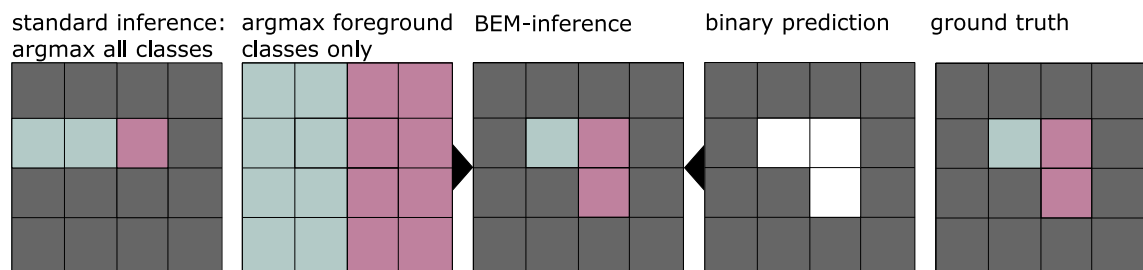 standard inference:
argmax all classes
argmax foreground
classes only
BEM-inference
binary prediction
ground truth